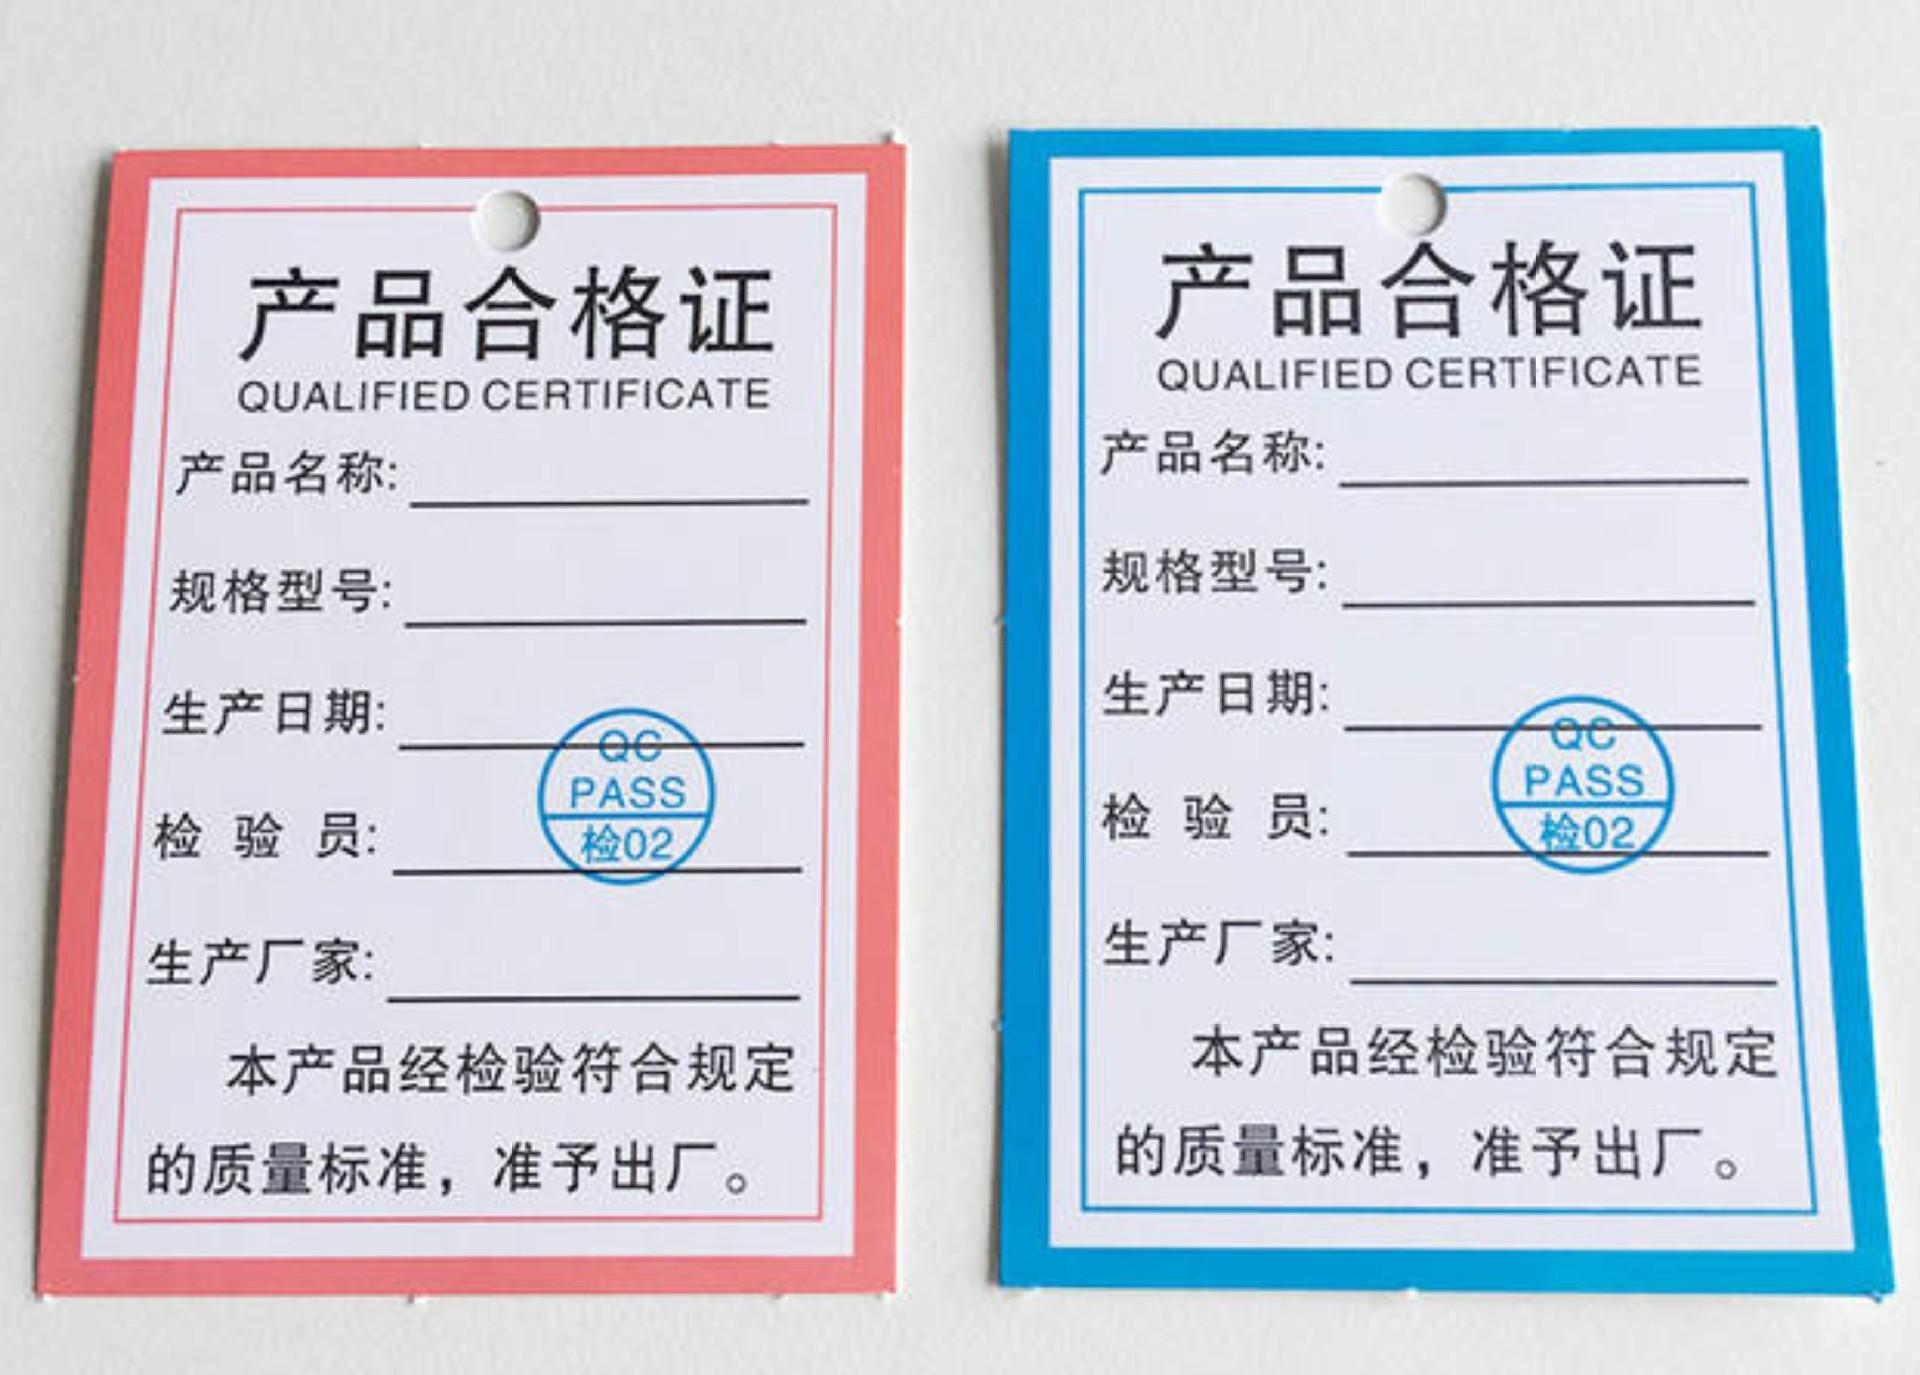 产品合格证
QUALIFIED CERTIFICATE
产品名称:
规格型号:
生产日期:
QC
PASS
检02
检 验 员:
生产厂家:
本产品经检验符合规定
的质量标准，准予出厂。
产品合格证
QUALIFIED CERTIFICATE
产品名称:
规格型号:
生产日期:
QC
PASS
检02
检 验 员:
生产厂家:
本产品经检验符合规定
的质量标准，准予出厂。